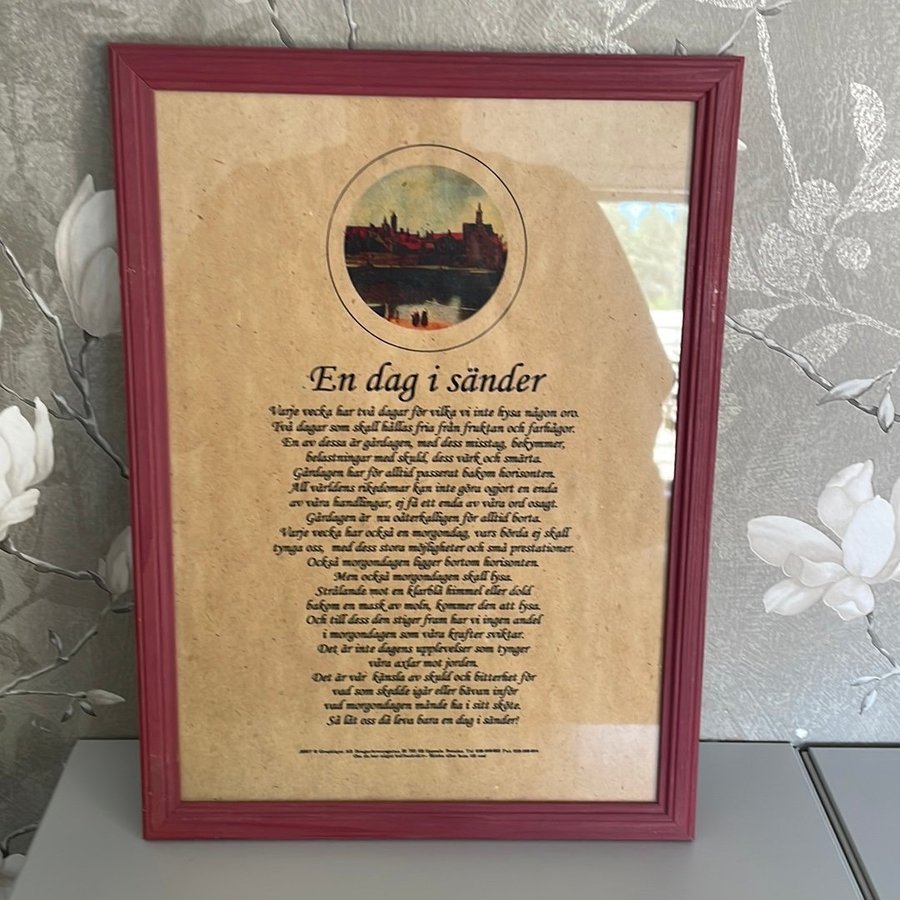 En dag i sänder
Varje vecka har två dagar för vilka vi inte hysa någon oro.
Två dagar som skall hållas fria från fruktan och farhågor.
En av dessa är gårdagen, med dess misstag, bekymmer,
belastningar med skuld, dess värk och smärta.
Gårdagen har för alltid passerat bakom horisonten.
All världens rikedomar kan inte göra ogjort en enda
av våra handlingar, ej få ett enda av våra ord osagt.
Gårdagen är nu oåterkalligen för alltid borta.
Varje vecka har också en morgondag, vars börda ej skall
tynga oss, med dess stora möjligheter och små prestationer.
Också morgondagen ligger bortom horisonten.
Men också morgondagen skall lysa.
Strålande mot en klarblå himmel eller dold
bakom en mask av moln, kommer den att lysa.
Och till dess den stiger fram har vi ingen andel
i morgondagen som våra krafter sviktar.
Det är inte dagens upplevelser som tynger
våra axlar mot jorden.
Det är vår känsla av skuld och bitterhet för
vad som skedde igår eller bävan inför
vad morgondagen månde ha i sitt sköte.
Så låt oss då leva bara en dag i sänder!